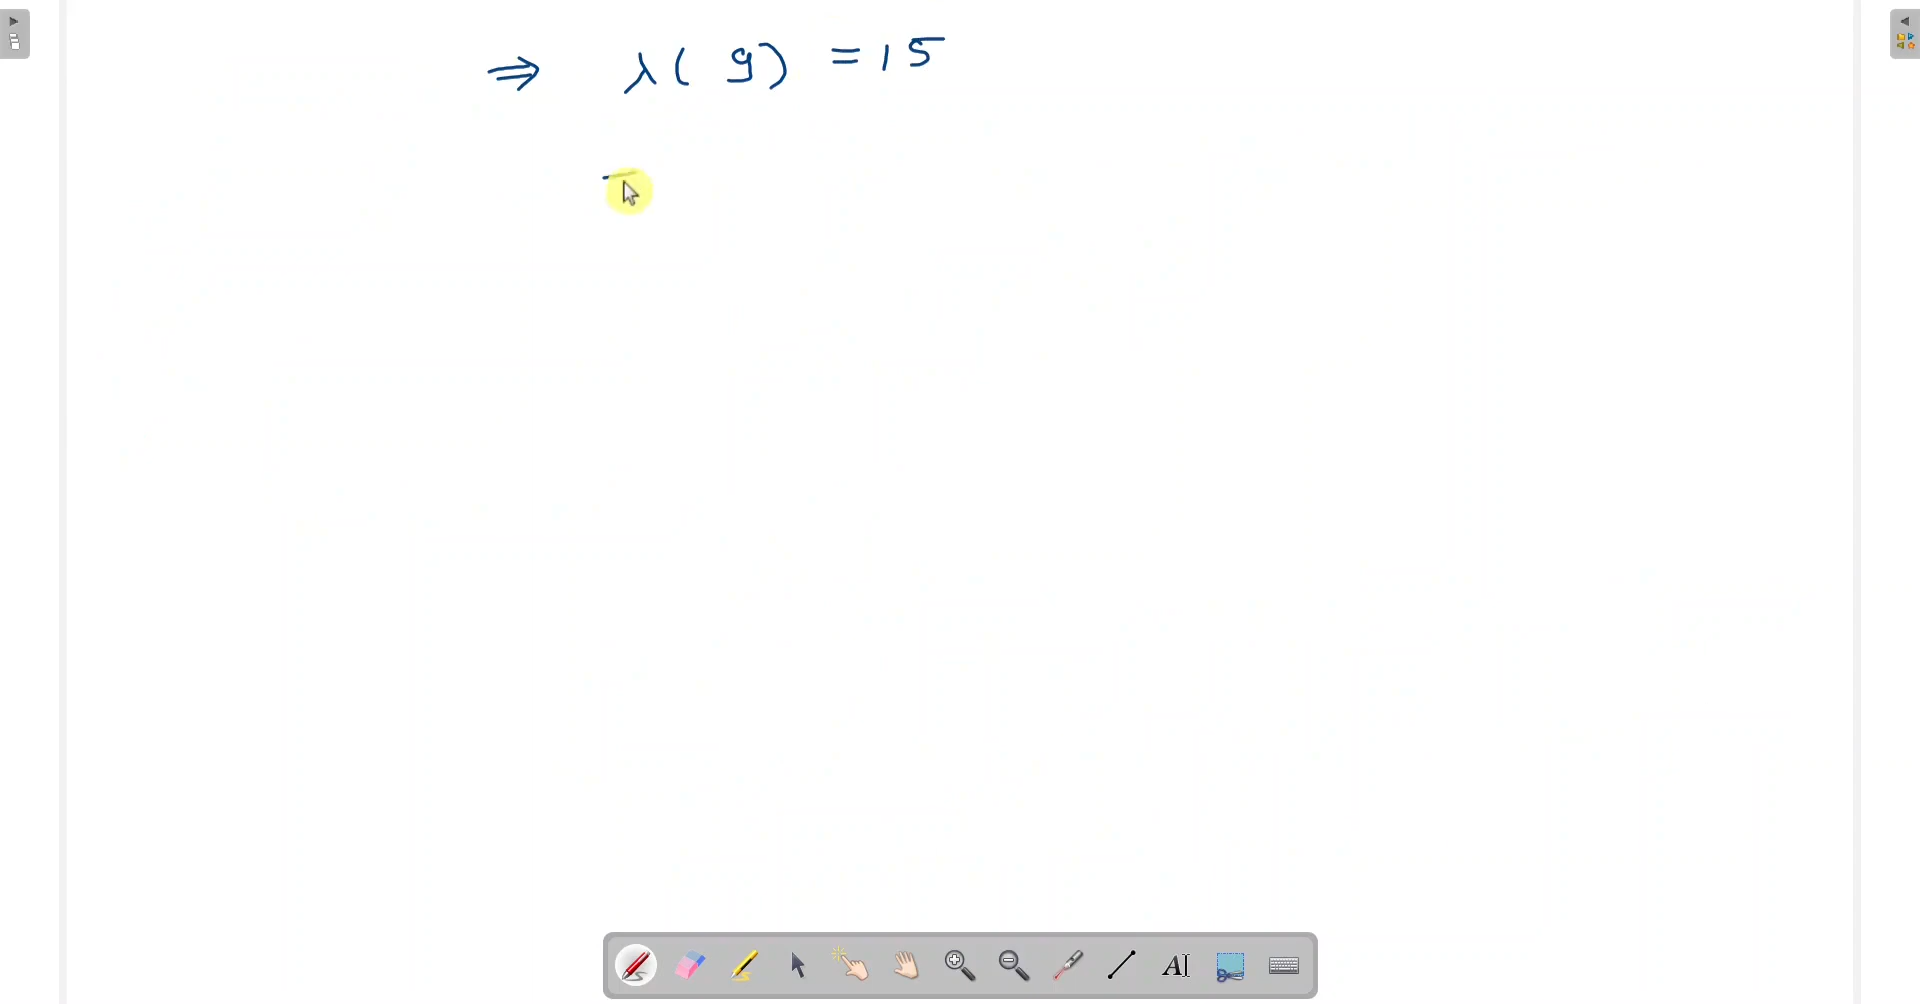 ⇒ λ( 9) = 15